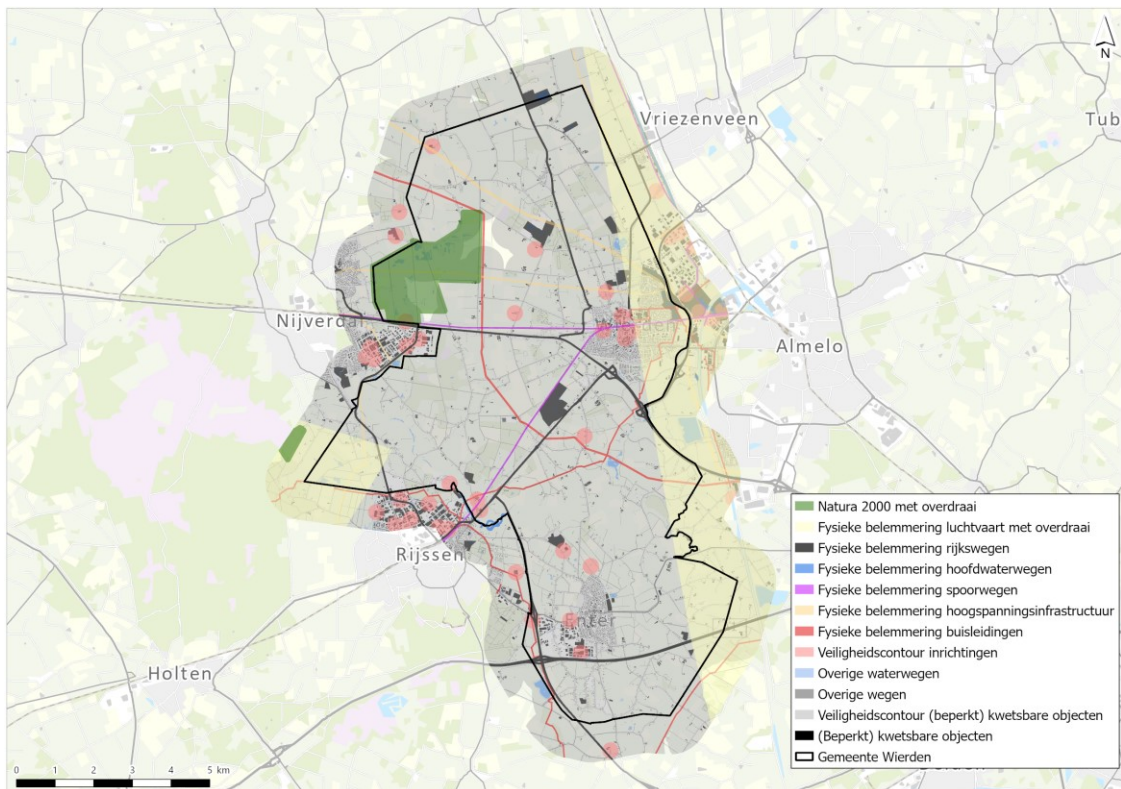 N
Vriezenveen
Tub
Nijverdal
Almelo
Rijssen
Enter
Holten
Natura 2000 met overdraai
Fysieke belemmering luchtvaart met overdraai
Fysieke belemmering rijkswegen
Fysieke belemmering hoofdwaterwegen
Fysieke belemmering spoorwegen
Fysieke belemmering hoogspanningsinfrastructuur
Fysieke belemmering buisleidingen
Veiligheidscontour inrichtingen
Overige waterwegen
Overige wegen
Veiligheidscontour (beperkt) kwetsbare objecten
(Beperkt) kwetsbare objecten
Gemeente Wierden
0 1 2 3 4 5 km